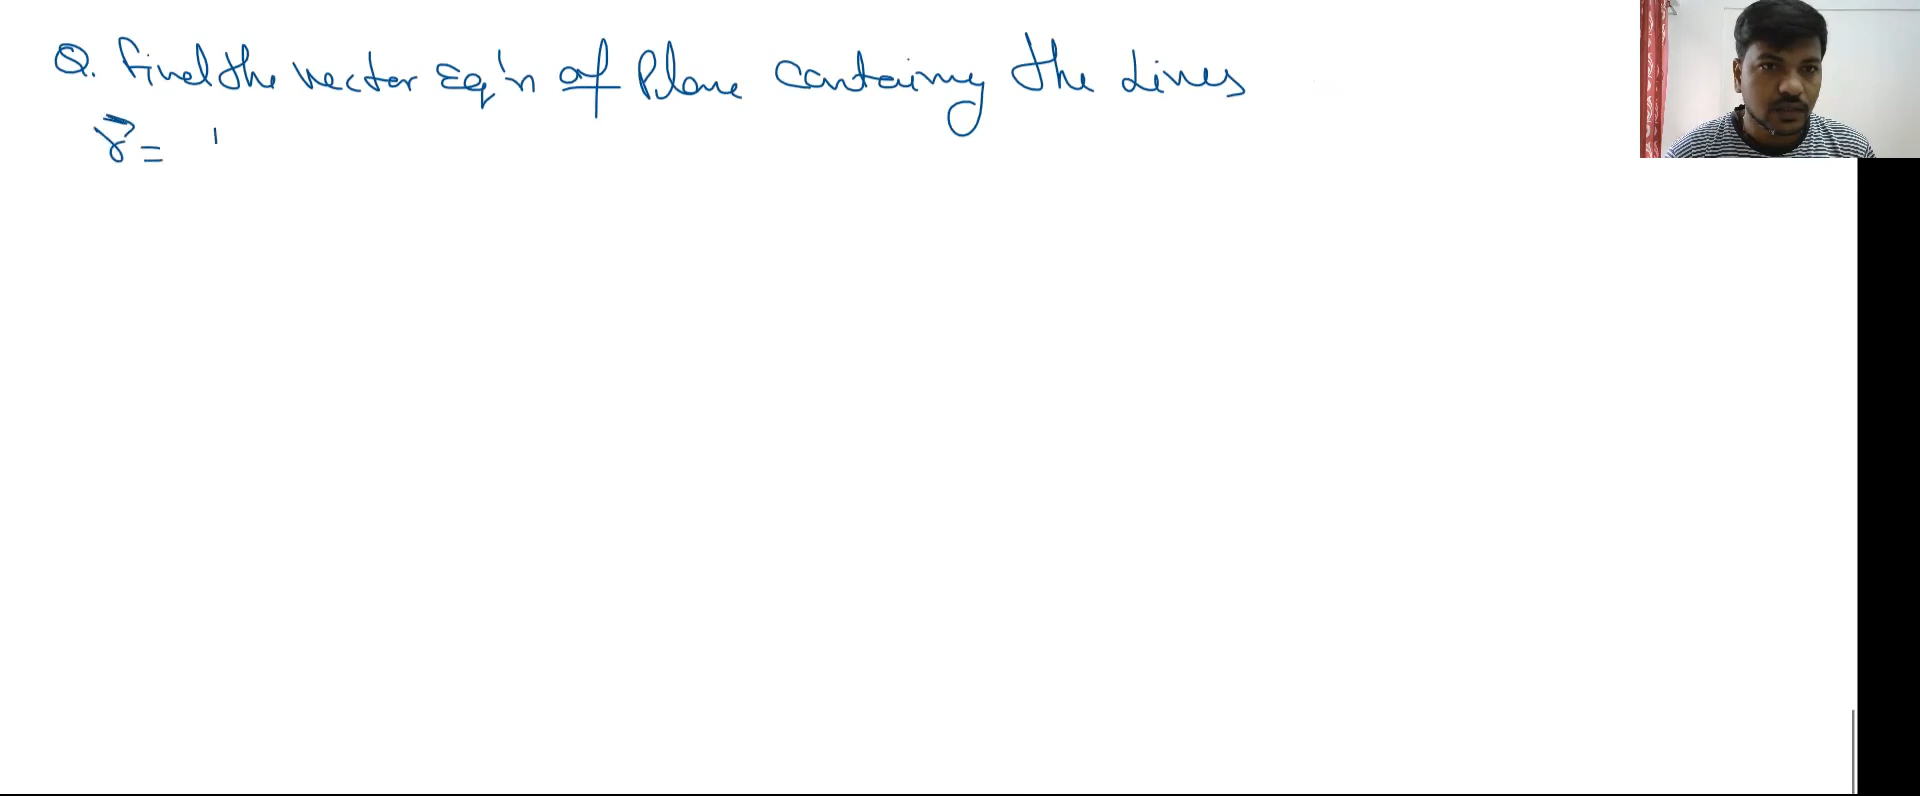 Q. Find the vector Eq'n of Plane containing the Lines
r⃗ =